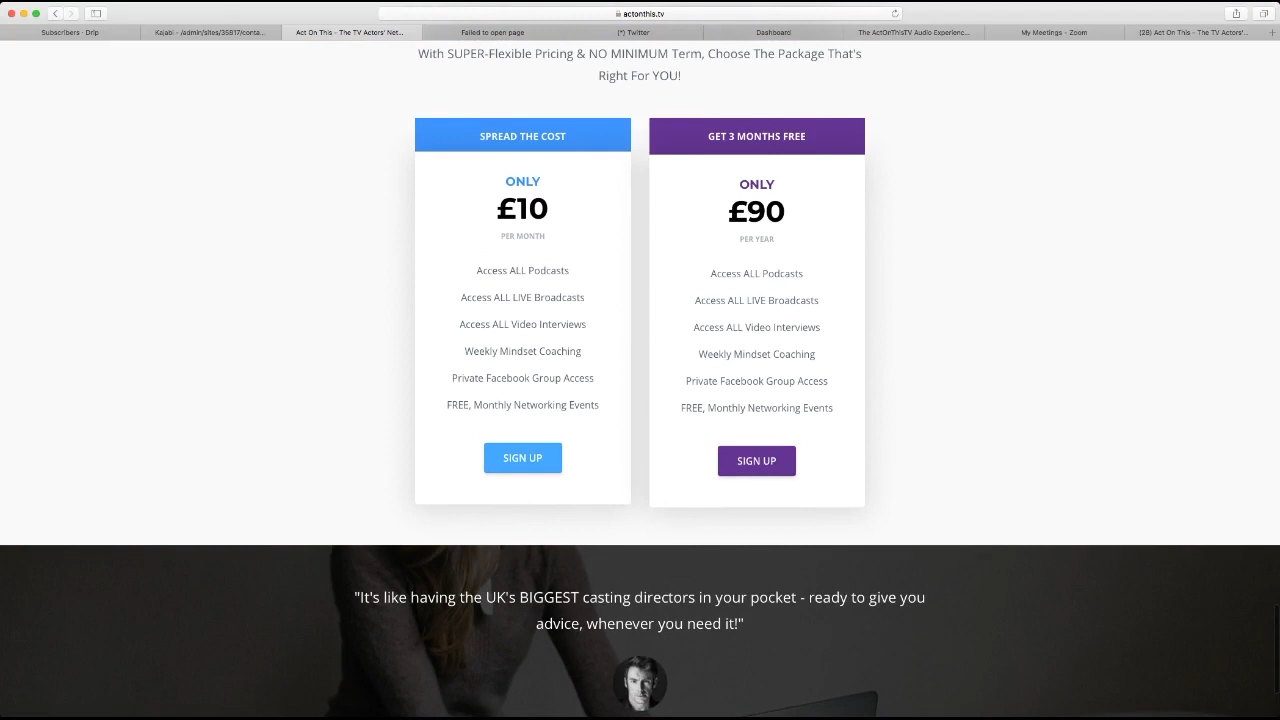 actonthis.tv
Subscribers - Drip
Kajabi - /admin/sites/35817/conta...
Act On This - The TV Actors' Net...
Failed to open page
(*) Twitter
Dashboard
The ActOnThisTV Audio Experienc...
My Meetings - Zoom
(28) Act On This - The TV Actors'...
With SUPER-Flexible Pricing & NO MINIMUM Term, Choose The Package That's
Right For YOU!
SPREAD THE COST
ONLY
£10
PER MONTH
Access ALL Podcasts
Access ALL LIVE Broadcasts
Access ALL Video Interviews
Weekly Mindset Coaching
Private Facebook Group Access
FREE, Monthly Networking Events
SIGN UP
GET 3 MONTHS FREE
ONLY
£90
PER YEAR
Access ALL Podcasts
Access ALL LIVE Broadcasts
Access ALL Video Interviews
Weekly Mindset Coaching
Private Facebook Group Access
FREE, Monthly Networking Events
SIGN UP
"It's like having the UK's BIGGEST casting directors in your pocket - ready to give you
advice, whenever you need it!"